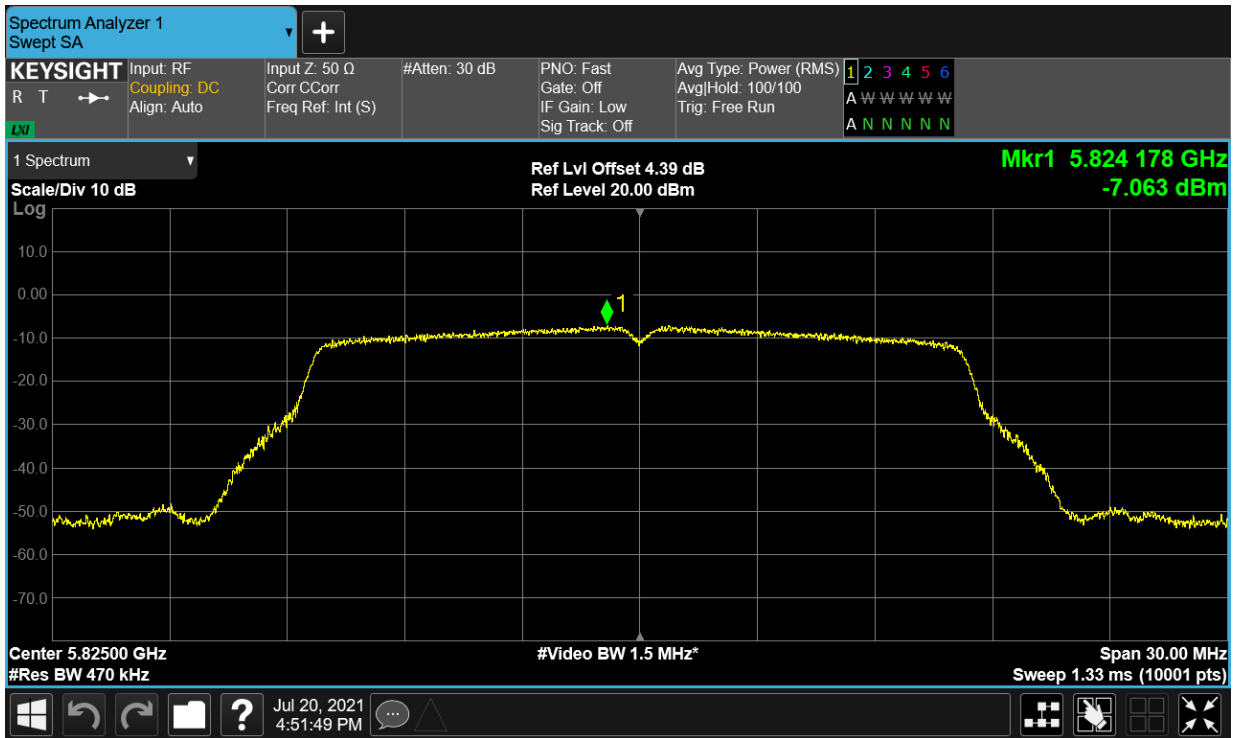 Spectrum Analyzer 1
Swept SA
+
KEYSIGHT
R T
LXI
Input: RF
Coupling: DC
Align: Auto
Input Z: 50 Ω
Corr CCorr
Freq Ref: Int (S)
#Atten: 30 dB
PNO: Fast
Gate: Off
IF Gain: Low
Sig Track: Off
Avg Type: Power (RMS)
Avg|Hold: 100/100
Trig: Free Run
1 2 3 4 5 6
A W W W W W
A N N N N N
1 Spectrum
Scale/Div 10 dB
Log
Ref Lvl Offset 4.39 dB
Ref Level 20.00 dBm
Mkr1 5.824 178 GHz
-7.063 dBm
10.0
0.00
-10.0
-20.0
-30.0
-40.0
-50.0
-60.0
-70.0
1
Center 5.82500 GHz
#Res BW 470 kHz
#Video BW 1.5 MHz*
Span 30.00 MHz
Sweep 1.33 ms (10001 pts)
?
Jul 20, 2021
4:51:49 PM